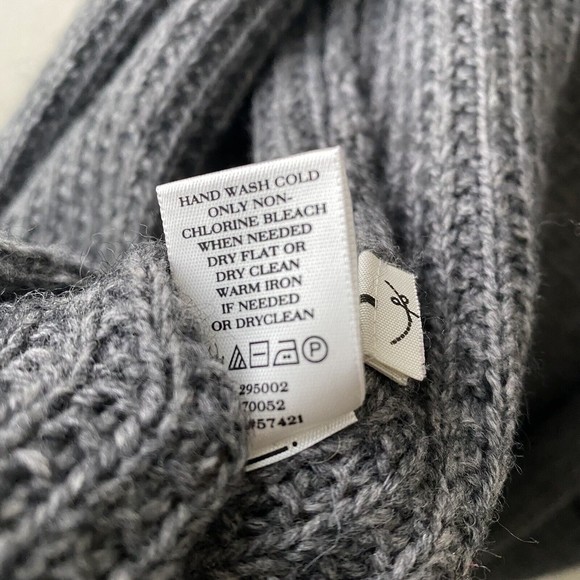 HAND WASH COLD
ONLY NON-
CHLORINE BLEACH
WHEN NEEDED
DRY FLAT OR
DRY CLEAN
WARM IRON
IF NEEDED
OR DRYCLEAN
P
295002
70052
#57421